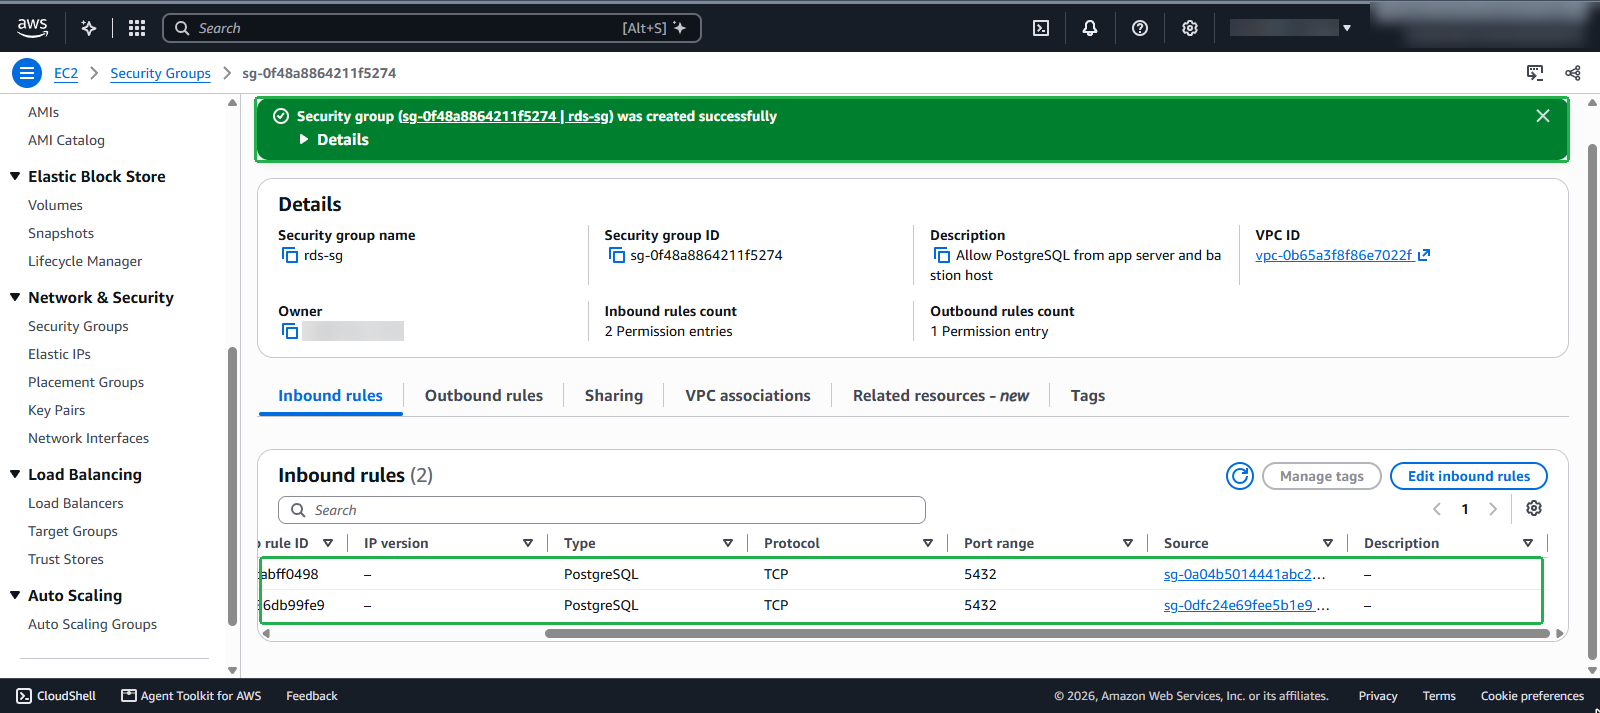 aws
Search [Alt+S]
EC2 Security Groups sg-0f48a8864211f5274
AMIs
AMI Catalog
Elastic Block Store
Volumes
Snapshots
Lifecycle Manager
Network & Security
Security Groups
Elastic IPs
Placement Groups
Key Pairs
Network Interfaces
Load Balancing
Load Balancers
Target Groups
Trust Stores
Auto Scaling
Auto Scaling Groups
Security group (sg-0f48a8864211f5274 | rds-sg) was created successfully
Details
Details
Security group name
rds-sg
Security group ID
sg-0f48a8864211f5274
Description
Allow PostgreSQL from app server and ba
stion host
VPC ID
vpc-0b65a3f8f86e7022f
Owner
Inbound rules count
2 Permission entries
Outbound rules count
1 Permission entry
Inbound rules Outbound rules Sharing VPC associations Related resources - new Tags
Inbound rules (2)
Manage tags Edit inbound rules
Search
1
rule ID IP version Type Protocol Port range Source Description
abff0498 – PostgreSQL TCP 5432 sg-0a04b5014441abc2... –
6db99fe9 – PostgreSQL TCP 5432 sg-0dfc24e69fee5b1e9 ... –
CloudShell Agent Toolkit for AWS Feedback © 2026, Amazon Web Services, Inc. or its affiliates. Privacy Terms Cookie preferences